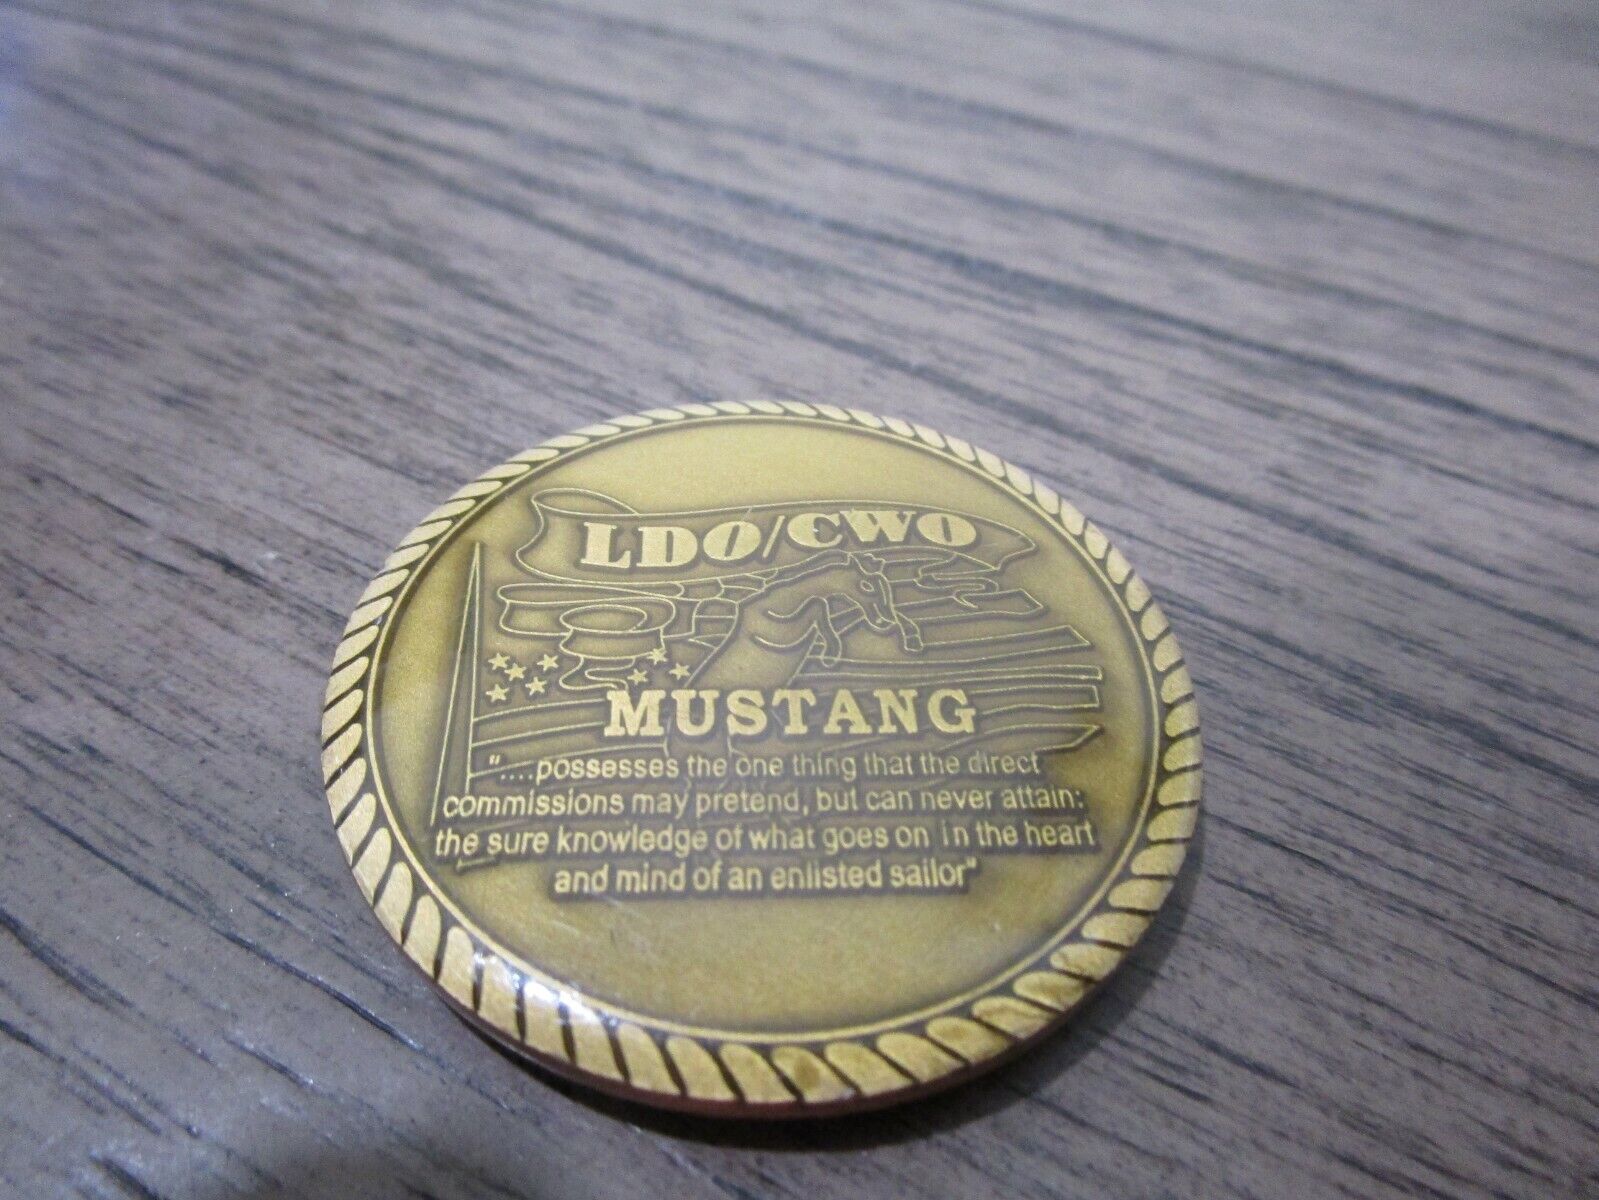 LDO/CWO
MUSTANG
"....possesses the one thing that the direct
commissions may pretend, but can never attain:
the sure knowledge of what goes on in the heart
and mind of an enlisted sailor"